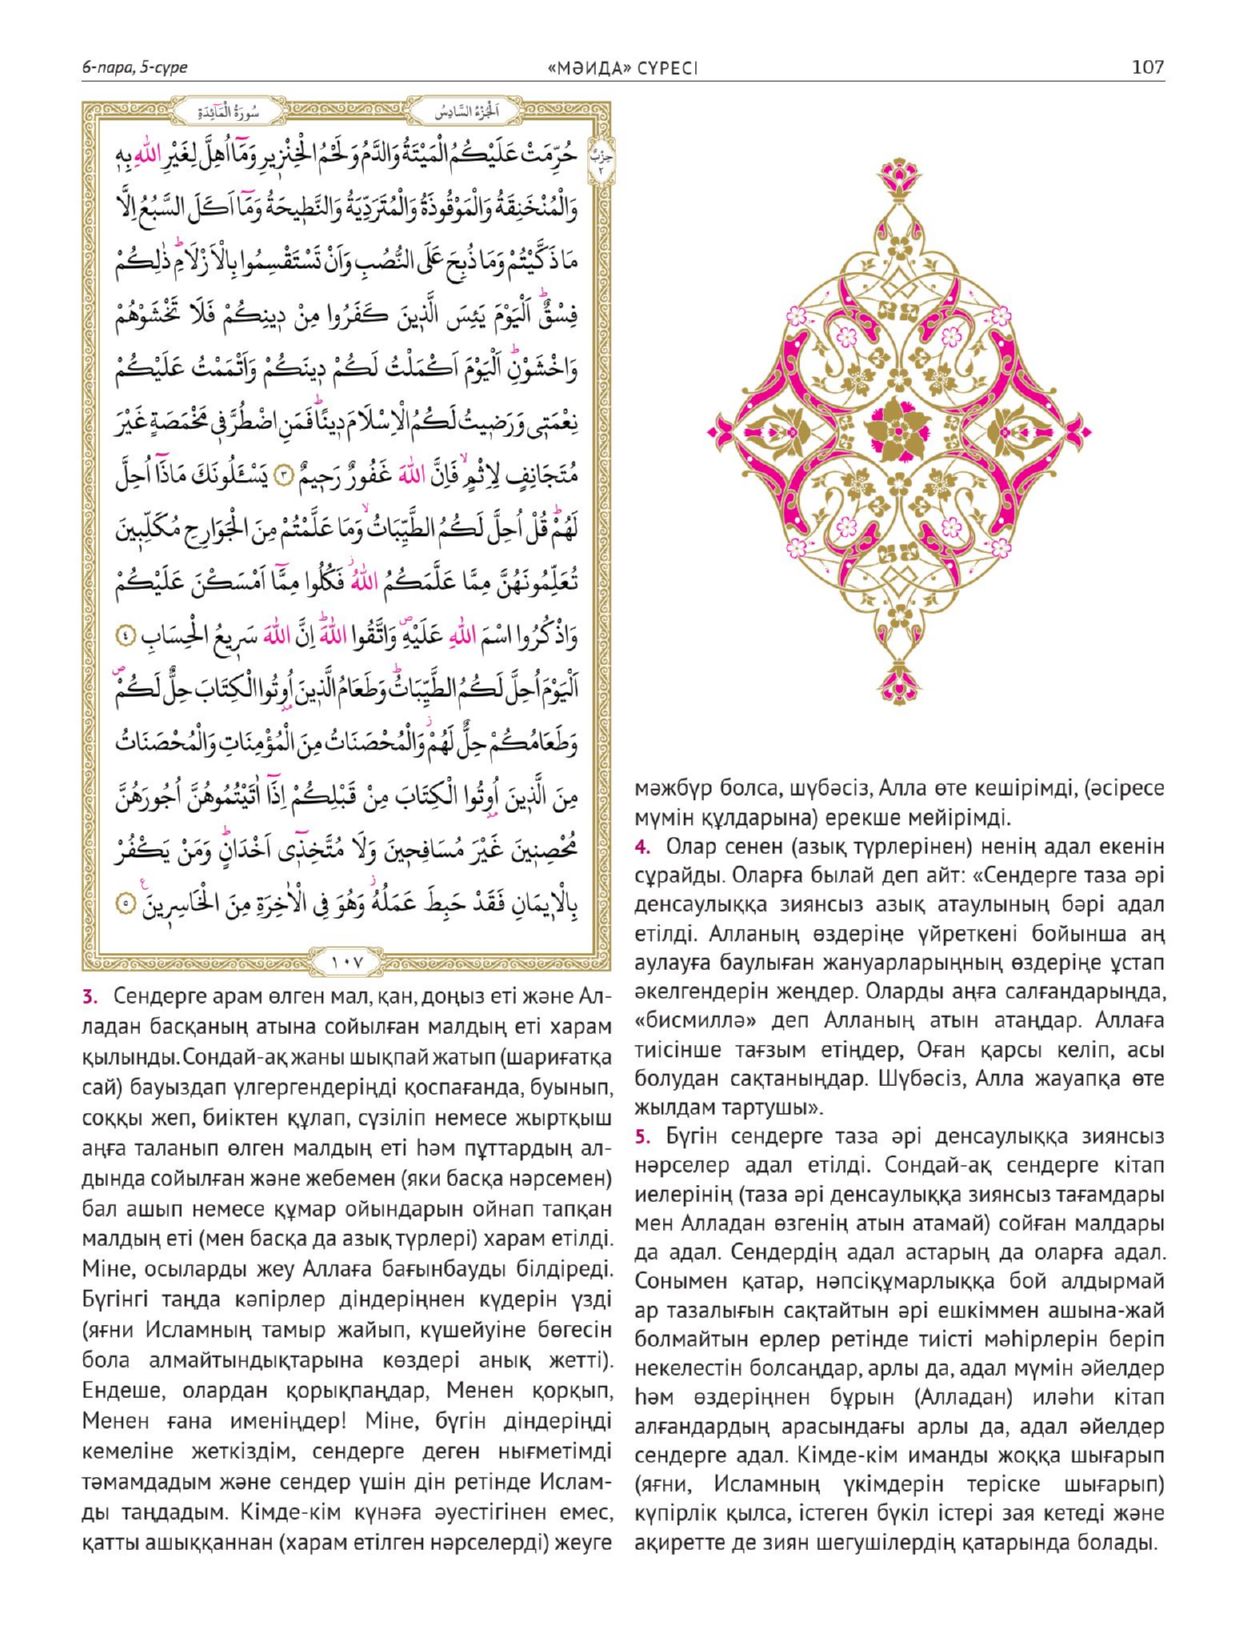 6-пара, 5-сүре
«МӘИДА» СҮРЕСІ
107
سُورَةُ الْمَائِدَةِ
اَلْجُزْءُ السَّادِسُ
حِزْبٌ
٢
حُرِّمَتْ عَلَيْكُمُ الْمَيْتَةُ وَالدَّمُ وَلَحْمُ الْخِنْزِيرِ وَمَٓا اُهِلَّ لِغَيْرِ اللّٰهِ بِهِ
وَالْمُنْخَنِقَةُ وَالْمَوْقُوذَةُ وَالْمُتَرَدِّيَةُ وَالنَّطِيحَةُ وَمَٓا اَكَلَ السَّبُعُ اِلَّا
مَا ذَكَّيْتُمْ وَمَا ذُبِحَ عَلَى النُّصُبِ وَاَنْ تَسْتَقْسِمُوا بِالْاَزْلَامِۜ ذٰلِكُمْ
فِسْقٌۜ اَلْيَوْمَ يَئِسَ الَّذِينَ كَفَرُوا مِنْ دِينِكُمْ فَلَا تَخْشَوْهُمْ
وَاخْشَوْنِۜ اَلْيَوْمَ اَكْمَلْتُ لَكُمْ دِينَكُمْ وَاَتْمَمْتُ عَلَيْكُمْ
نِعْمَتِى وَرَضِيتُ لَكُمُ الْاِسْلَامَ دِينًاۜ فَمَنِ اضْطُرَّ فِى مَخْمَصَةٍ غَيْرَ
مُتَجَانِفٍ لِاِثْمٍۙ فَاِنَّ اللّٰهَ غَفُورٌ رَحِيمٌ ٣ يَسْـَٔلُونَكَ مَاذَٓا اُحِلَّ
لَهُمْۜ قُلْ اُحِلَّ لَكُمُ الطَّيِّبَاتُۙ وَمَا عَلَّمْتُمْ مِنَ الْجَوَارِحِ مُكَلِّبِينَ
تُعَلِّمُونَهُنَّ مِمَّا عَلَّمَكُمُ اللّٰهُۘ فَكُلُوا مِمَّٓا اَمْسَكْنَ عَلَيْكُمْ
وَاذْكُرُوا اسْمَ اللّٰهِ عَلَيْهِۖ وَاتَّقُوا اللّٰهَۜ اِنَّ اللّٰهَ سَرِيعُ الْحِسَابِ ٤
اَلْيَوْمَ اُحِلَّ لَكُمُ الطَّيِّبَاتُۜ وَطَعَامُ الَّذِينَ اُوتُوا الْكِتَابَ حِلٌّ لَكُمْۖ
وَطَعَامُكُمْ حِلٌّ لَهُمْۘ وَالْمُحْصَنَاتُ مِنَ الْمُؤْمِنَاتِ وَالْمُحْصَنَاتُ
مِنَ الَّذِينَ اُوتُوا الْكِتَابَ مِنْ قَبْلِكُمْ اِذَٓا اٰتَيْتُمُوهُنَّ اُجُورَهُنَّ
مُحْصِنِينَ غَيْرَ مُسَافِحِينَ وَلَا مُتَّخِذِٓى اَخْدَانٍۜ وَمَنْ يَكْفُرْ
بِالْاِيمَانِ فَقَدْ حَبِطَ عَمَلُهُۘ وَهُوَ فِى الْاٰخِرَةِ مِنَ الْخَاسِرِينَ ٥
١٠٧
3. Сендерге арам өлген мал, қан, доңыз еті және Ал-
ладан басқаның атына сойылған малдың еті харам
қылынды. Сондай-ақ жаны шықпай жатып (шариғатқа
сай) бауыздап үлгергендеріңді қоспағанда, буынып,
соққы жеп, биіктен құлап, сүзіліп немесе жыртқыш
аңға таланып өлген малдың еті һәм пұттардың ал-
дында сойылған және жебемен (яки басқа нәрсемен)
бал ашып немесе құмар ойындарын ойнап тапқан
малдың еті (мен басқа да азық түрлері) харам етілді.
Міне, осыларды жеу Аллаға бағынбауды білдіреді.
Бүгінгі таңда кәпірлер діндеріңнен күдерін үзді
(яғни Исламның тамыр жайып, күшейуіне бөгесін
бола алмайтындықтарына көздері анық жетті).
Ендеше, олардан қорықпаңдар, Менен қорқып,
Менен ғана именіңдер! Міне, бүгін діндеріңді
кемеліне жеткіздім, сендерге деген нығметімді
тәмамдадым және сендер үшін дін ретінде Ислам-
ды таңдадым. Кімде-кім күнәға әуестігінен емес,
қатты ашыққаннан (харам етілген нәрселерді) жеуге
мәжбүр болса, шүбәсіз, Алла өте кешірімді, (әсіресе
мүмін құлдарына) ерекше мейірімді.
4. Олар сенен (азық түрлерінен) ненің адал екенін
сұрайды. Оларға былай деп айт: «Сендерге таза әрі
денсаулыққа зиянсыз азық атаулының бәрі адал
етілді. Алланың өздеріңе үйреткені бойынша аң
аулауға баулыған жануарларыңның өздеріңе ұстап
әкелгендерін жеңдер. Оларды аңға салғандарыңда,
«бисмиллә» деп Алланың атын атаңдар. Аллаға
тиісінше тағзым етіңдер, Оған қарсы келіп, асы
болудан сақтаныңдар. Шүбәсіз, Алла жауапқа өте
жылдам тартушы».
5. Бүгін сендерге таза әрі денсаулыққа зиянсыз
нәрселер адал етілді. Сондай-ақ сендерге кітап
иелерінің (таза әрі денсаулыққа зиянсыз тағамдары
мен Алладан өзгенің атын атамай) сойған малдары
да адал. Сендердің адал астарың да оларға адал.
Сонымен қатар, нәпсіқұмарлыққа бой алдырмай
ар тазалығын сақтайтын әрі ешкіммен ашына-жай
болмайтын ерлер ретінде тиісті мәһірлерін беріп
некелестін болсаңдар, арлы да, адал мүмін әйелдер
һәм өздеріңнен бұрын (Алладан) иләһи кітап
алғандардың арасындағы арлы да, адал әйелдер
сендерге адал. Кімде-кім иманды жоққа шығарып
(яғни, Исламның үкімдерін теріске шығарып)
күпірлік қылса, істеген бүкіл істері зая кетеді және
ақиретте де зиян шегушілердің қатарында болады.